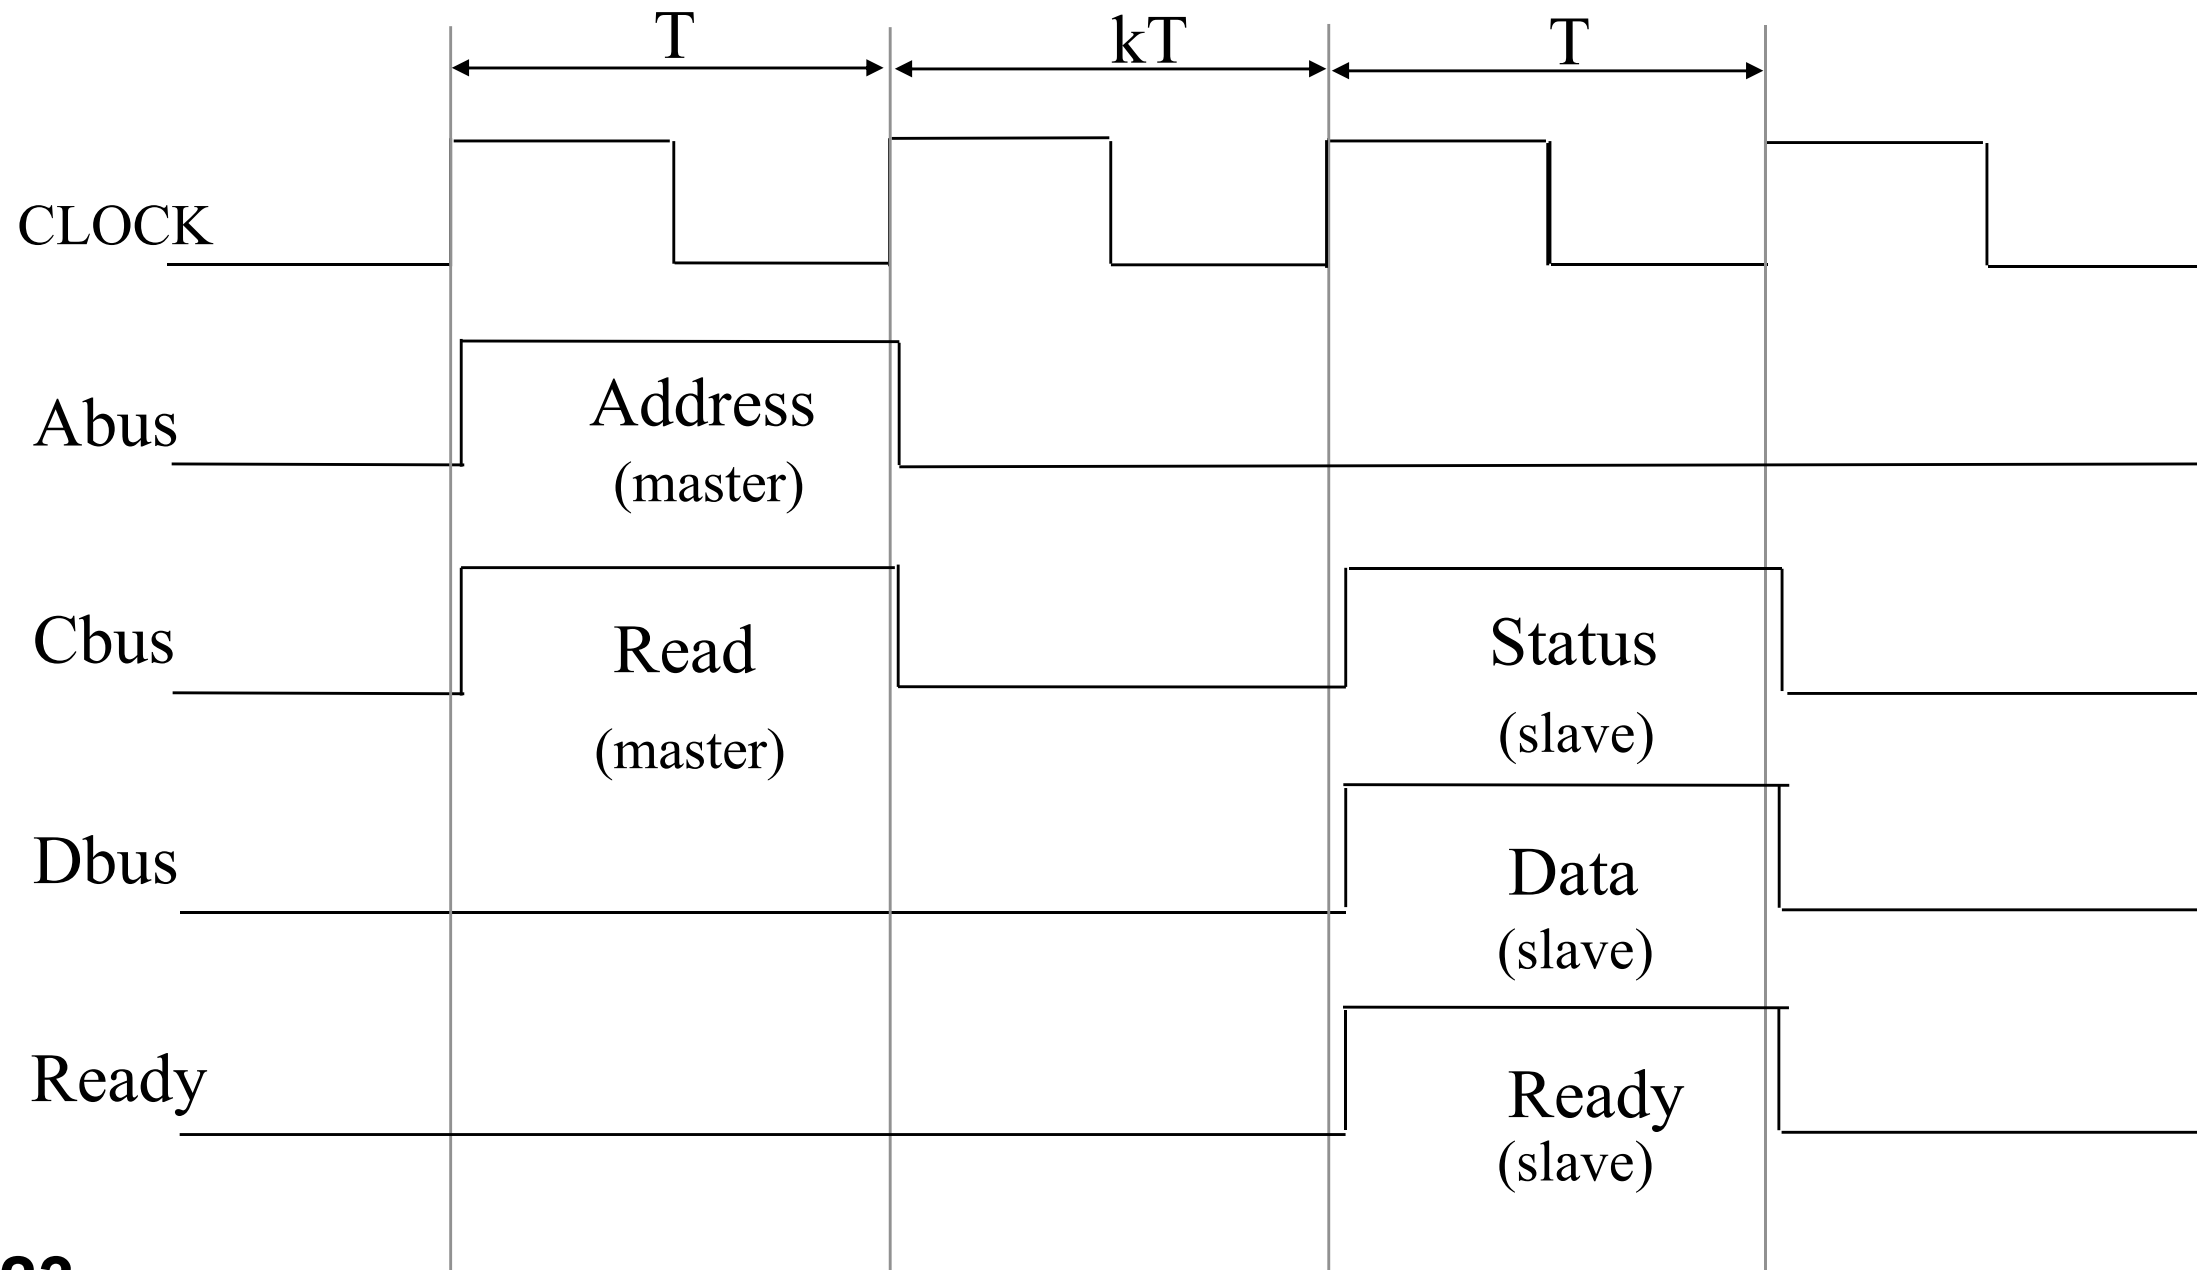 T kT T
CLOCK
Abus
Address
(master)
Cbus
Read
(master)
Status
(slave)
Dbus
Data
(slave)
Ready
Ready
(slave)